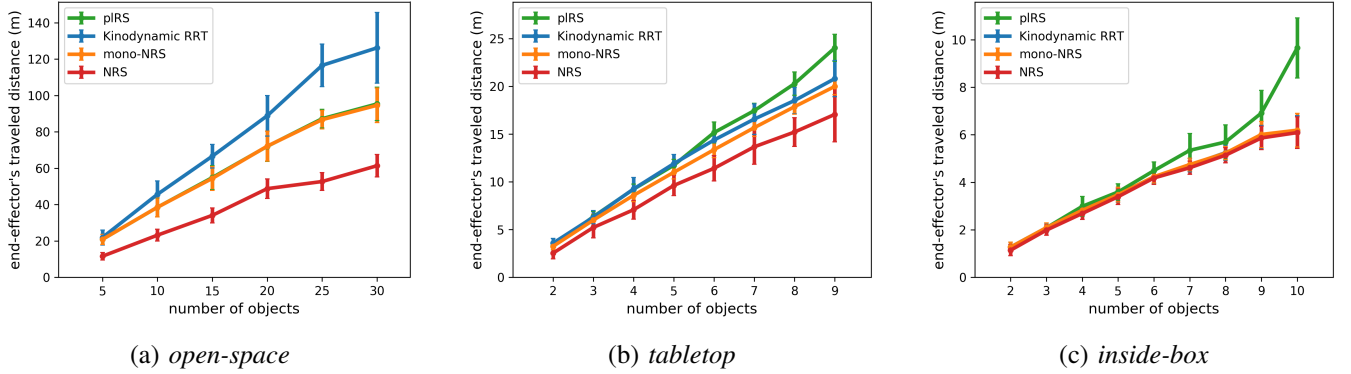 end-effector's traveled distance (m)
140
120
100
80
60
40
20
0
plRS
Kinodynamic RRT
mono-NRS
NRS
5 10 15 20 25 30
number of objects
(a) open-space
end-effector's traveled distance (m)
25
20
15
10
5
0
plRS
Kinodynamic RRT
mono-NRS
NRS
2 3 4 5 6 7 8 9
number of objects
(b) tabletop
end-effector's traveled distance (m)
10
8
6
4
2
0
plRS
Kinodynamic RRT
mono-NRS
NRS
2 3 4 5 6 7 8 9 10
number of objects
(c) inside-box